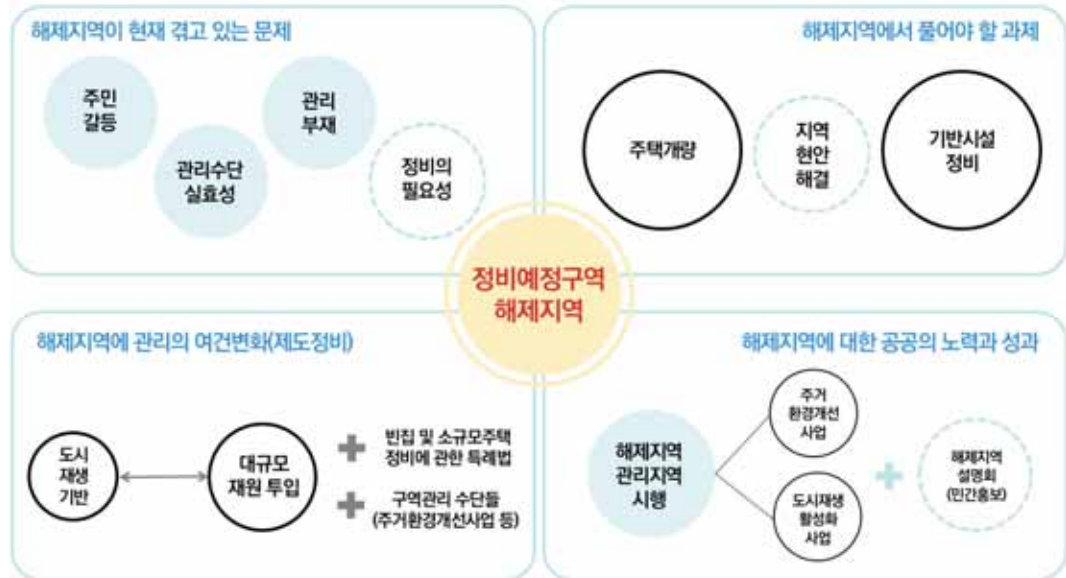 해제지역이 현재 겪고 있는 문제
주민
갈등
관리
부재
관리수단
실효성
정비의
필요성
해제지역에서 풀어야 할 과제
주택개량
지역
현안
해결
기반시설
정비
정비예정구역
해제지역
해제지역에 관리의 여건변화(제도정비)
도시
재생
기반
대규모
재원 투입
빈집 및 소규모주택
정비에 관한 특례법
구역관리 수단들
(주거환경개선사업 등)
해제지역에 대한 공공의 노력과 성과
해제지역
관리지역
시행
주거
환경개선
사업
도시재생
활성화
사업
해제지역
설명회
(민간홍보)